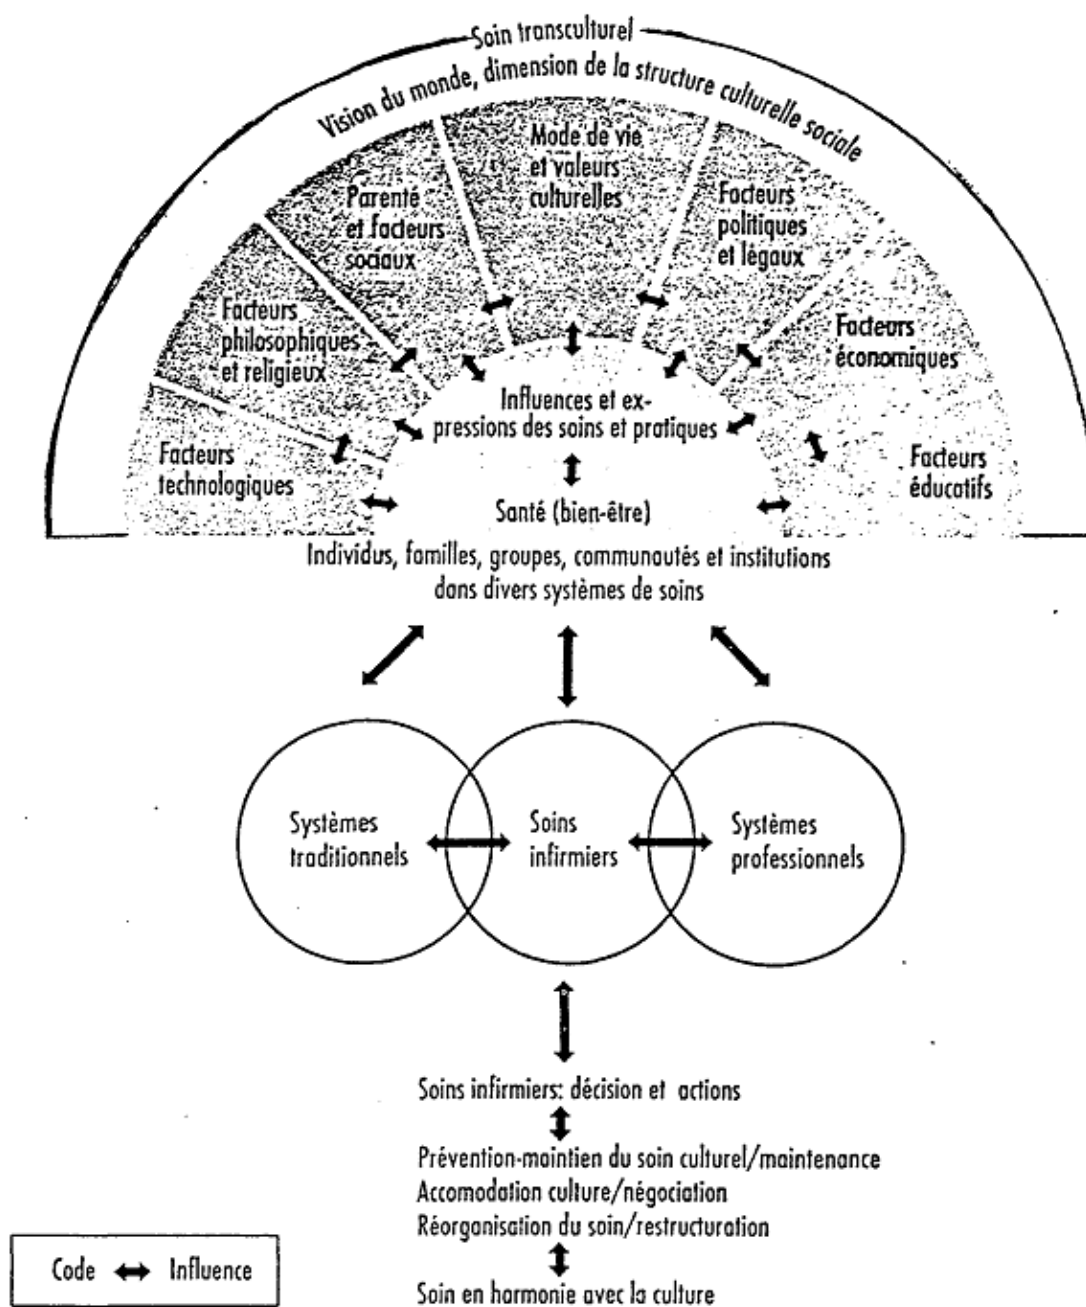 Soin transculturel
Vision du monde, dimension de la structure culturelle sociale
Mode de vie
et valeurs
culturelles
Parenté
et facteurs
sociaux
Facteurs
politiques
et légaux
Facteurs
philosophiques
et religieux
Facteurs
économiques
Facteurs
technologiques
Facteurs
éducatifs
Influences et ex-
pressions des soins et pratiques
Santé (bien-être)
Individus, familles, groupes, communautés et institutions
dans divers systèmes de soins
Systèmes
traditionnels
Soins
infirmiers
Systèmes
professionnels
Soins infirmiers: décision et actions
Prévention-maintien du soin culturel/maintenance
Accomodation culture/négociation
Réorganisation du soin/restructuration
Soin en harmonie avec la culture
Code ↔ Influence